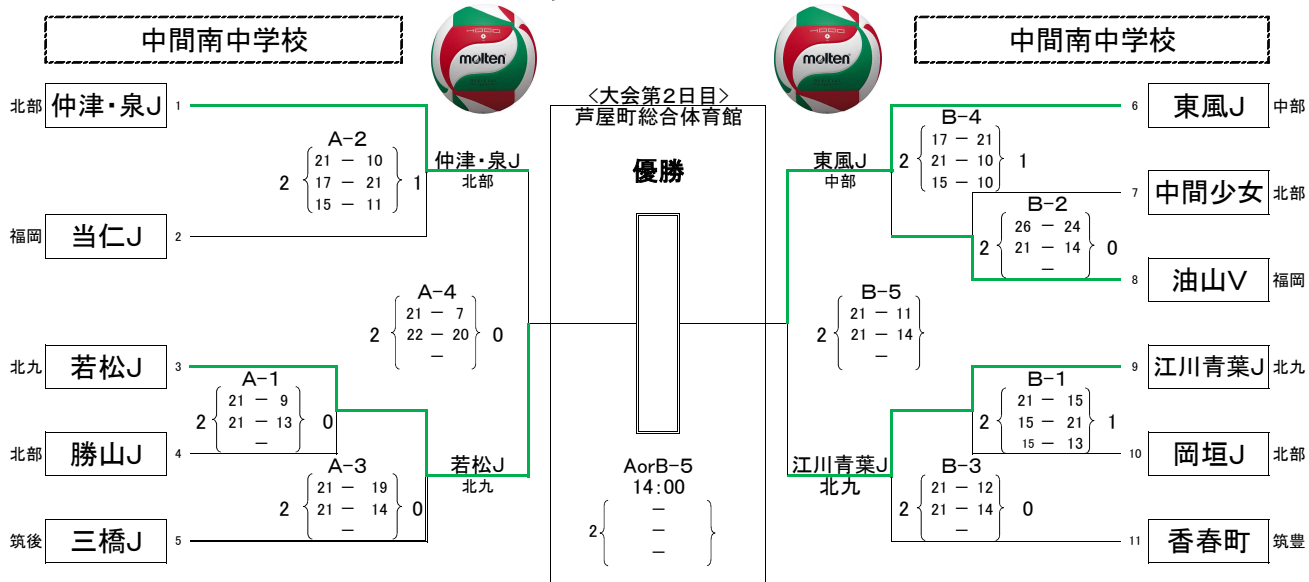 中間南中学校
中間南中学校
4000
molten
4000
molten
<大会第2日目>
芦屋町総合体育館
優勝
北部 仲津・泉J 1
A-2
21 － 10
2 17 － 21 1
15 － 11
仲津・泉J
北部
福岡 当仁J 2
A-4
21 － 7
2 22 － 20 0
－
北九 若松J 3
A-1
21 － 9
2 21 － 13 0
－
北部 勝山J 4
A-3
21 － 19
2 21 － 14 0
－
若松J
北九
筑後 三橋J 5
AorB-5
14:00
－
2 －
－
6 東風J 中部
B-4
17 － 21
2 21 － 10 1
15 － 10
東風J
中部
7 中間少女 北部
B-2
26 － 24
2 21 － 14 0
－
8 油山V 福岡
B-5
21 － 11
2 21 － 14
－
9 江川青葉J 北九
B-1
21 － 15
2 15 － 21 1
15 － 13
10 岡垣J 北部
江川青葉J
北九
B-3
21 － 12
2 21 － 14 0
－
11 香春町 筑豊